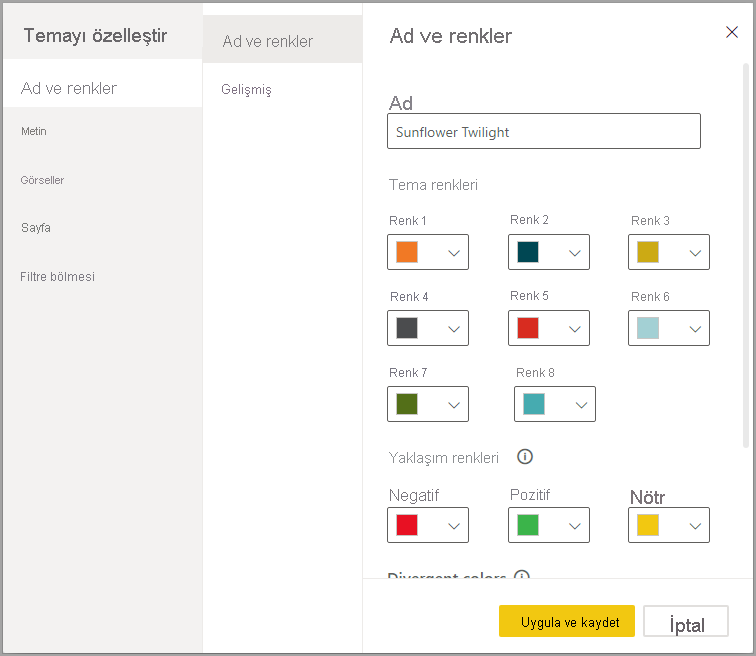 Temayı özelleştir
Ad ve renkler
Metin
Görseller
Sayfa
Filtre bölmesi
Ad ve renkler
Gelişmiş
Ad ve renkler
Ad
Sunflower Twilight
Tema renkleri
Renk 1
Renk 2
Renk 3
Renk 4
Renk 5
Renk 6
Renk 7
Renk 8
Yaklaşım renkleri
Negatif
Pozitif
Nötr
Divergent colors
Uygula ve kaydet
İptal